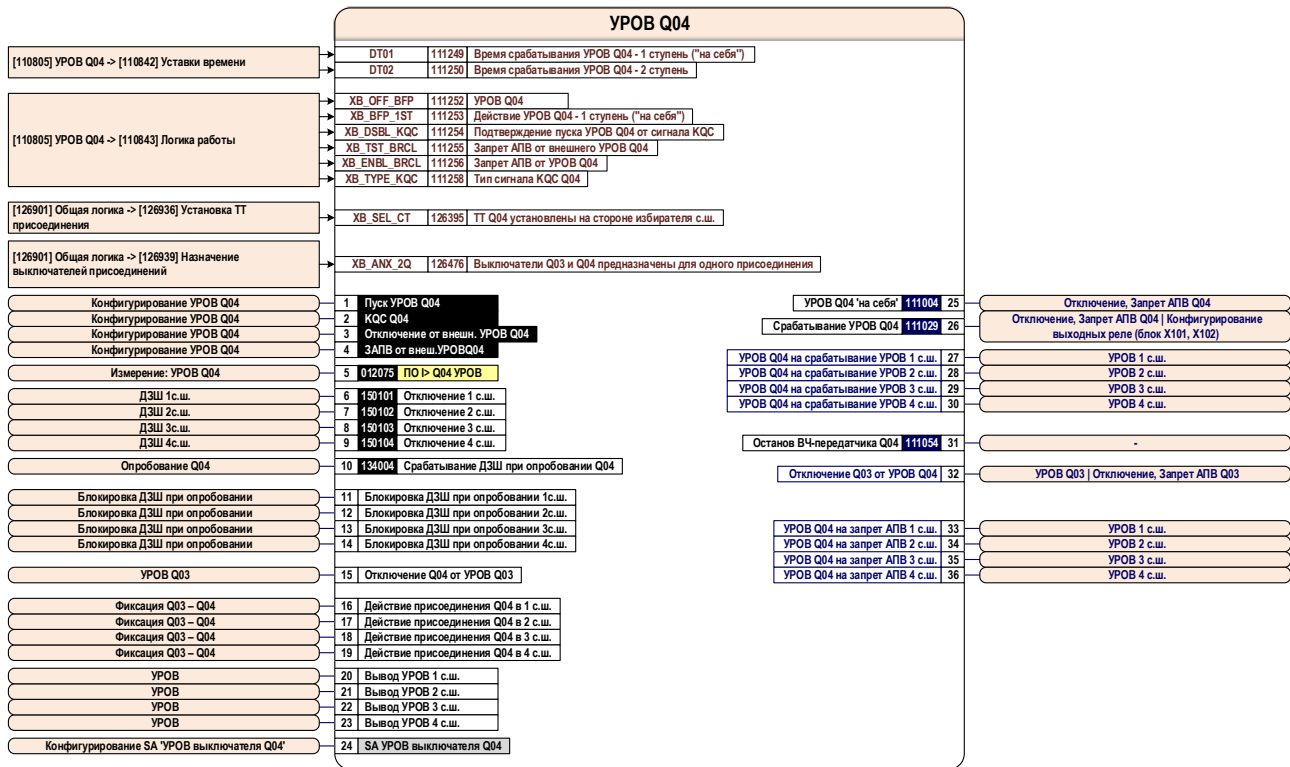 УРОВ Q04
[110805] УРОВ Q04 -> [110842] Уставки времени
DT01 111249 Время срабатывания УРОВ Q04 - 1 ступень ("на себя")
DT02 111250 Время срабатывания УРОВ Q04 - 2 ступень
[110805] УРОВ Q04 -> [110843] Логика работы
XB_OFF_BFP 111252 УРОВ Q04
XB_BFP_1ST 111253 Действие УРОВ Q04 - 1 ступень ("на себя")
XB_DSBL_KQC 111254 Подтверждение пуска УРОВ Q04 от сигнала KQC
XB_TST_BRCL 111255 Запрет АПВ от внешнего УРОВ Q04
XB_ENBL_BRCL 111256 Запрет АПВ от УРОВ Q04
XB_TYPE_KQC 111258 Тип сигнала KQC Q04
[126901] Общая логика -> [126936] Установка ТТ
присоединения
XB_SEL_CT 126395 ТТ Q04 установлены на стороне избирателя с.ш.
[126901] Общая логика -> [126939] Назначение
выключателей присоединений
XB_ANX_2Q 126476 Выключатели Q03 и Q04 предназначены для одного присоединения
Конфигурирование УРОВ Q04 1 Пуск УРОВ Q04
Конфигурирование УРОВ Q04 2 KQC Q04
Конфигурирование УРОВ Q04 3 Отключение от внешн. УРОВ Q04
Конфигурирование УРОВ Q04 4 ЗАПВ от внеш.УРОВQ04
Измерение: УРОВ Q04 5 012075 ПО I> Q04 УРОВ
ДЗШ 1с.ш. 6 150101 Отключение 1 с.ш.
ДЗШ 2с.ш. 7 150102 Отключение 2 с.ш.
ДЗШ 3с.ш. 8 150103 Отключение 3 с.ш.
ДЗШ 4с.ш. 9 150104 Отключение 4 с.ш.
Опробование Q04 10 134004 Срабатывание ДЗШ при опробовании Q04
Блокировка ДЗШ при опробовании 11 Блокировка ДЗШ при опробовании 1с.ш.
Блокировка ДЗШ при опробовании 12 Блокировка ДЗШ при опробовании 2с.ш.
Блокировка ДЗШ при опробовании 13 Блокировка ДЗШ при опробовании 3с.ш.
Блокировка ДЗШ при опробовании 14 Блокировка ДЗШ при опробовании 4с.ш.
УРОВ Q03 15 Отключение Q04 от УРОВ Q03
Фиксация Q03 – Q04 16 Действие присоединения Q04 в 1 с.ш.
Фиксация Q03 – Q04 17 Действие присоединения Q04 в 2 с.ш.
Фиксация Q03 – Q04 18 Действие присоединения Q04 в 3 с.ш.
Фиксация Q03 – Q04 19 Действие присоединения Q04 в 4 с.ш.
УРОВ 20 Вывод УРОВ 1 с.ш.
УРОВ 21 Вывод УРОВ 2 с.ш.
УРОВ 22 Вывод УРОВ 3 с.ш.
УРОВ 23 Вывод УРОВ 4 с.ш.
Конфигурирование SA 'УРОВ выключателя Q04' 24 SA УРОВ выключателя Q04
УРОВ Q04 'на себя' 111004 25 Отключение, Запрет АПВ Q04
Срабатывание УРОВ Q04 111029 26 Отключение, Запрет АПВ Q04 | Конфигурирование
выходных реле (блок X101, X102)
УРОВ Q04 на срабатывание УРОВ 1 с.ш. 27 УРОВ 1 с.ш.
УРОВ Q04 на срабатывание УРОВ 2 с.ш. 28 УРОВ 2 с.ш.
УРОВ Q04 на срабатывание УРОВ 3 с.ш. 29 УРОВ 3 с.ш.
УРОВ Q04 на срабатывание УРОВ 4 с.ш. 30 УРОВ 4 с.ш.
Останов ВЧ-передатчика Q04 111054 31 -
Отключение Q03 от УРОВ Q04 32 УРОВ Q03 | Отключение, Запрет АПВ Q03
УРОВ Q04 на запрет АПВ 1 с.ш. 33 УРОВ 1 с.ш.
УРОВ Q04 на запрет АПВ 2 с.ш. 34 УРОВ 2 с.ш.
УРОВ Q04 на запрет АПВ 3 с.ш. 35 УРОВ 3 с.ш.
УРОВ Q04 на запрет АПВ 4 с.ш. 36 УРОВ 4 с.ш.